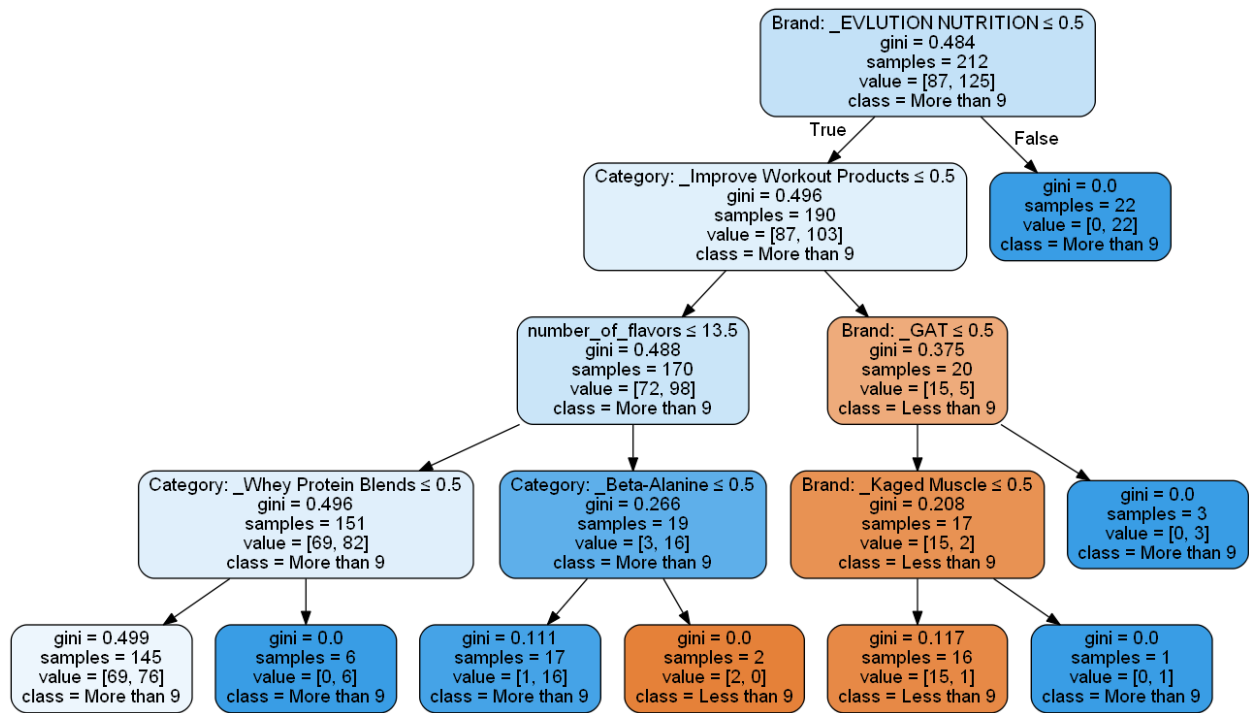 Brand: _EVLUTION NUTRITION ≤ 0.5
gini = 0.484
samples = 212
value = [87, 125]
class = More than 9
True
False
Category: _Improve Workout Products ≤ 0.5
gini = 0.496
samples = 190
value = [87, 103]
class = More than 9
gini = 0.0
samples = 22
value = [0, 22]
class = More than 9
number_of_flavors ≤ 13.5
gini = 0.488
samples = 170
value = [72, 98]
class = More than 9
Brand: _GAT ≤ 0.5
gini = 0.375
samples = 20
value = [15, 5]
class = Less than 9
Category: _Whey Protein Blends ≤ 0.5
gini = 0.496
samples = 151
value = [69, 82]
class = More than 9
Category: _Beta-Alanine ≤ 0.5
gini = 0.266
samples = 19
value = [3, 16]
class = More than 9
Brand: _Kaged Muscle ≤ 0.5
gini = 0.208
samples = 17
value = [15, 2]
class = Less than 9
gini = 0.0
samples = 3
value = [0, 3]
class = More than 9
gini = 0.499
samples = 145
value = [69, 76]
class = More than 9
gini = 0.0
samples = 6
value = [0, 6]
class = More than 9
gini = 0.111
samples = 17
value = [1, 16]
class = More than 9
gini = 0.0
samples = 2
value = [2, 0]
class = Less than 9
gini = 0.117
samples = 16
value = [15, 1]
class = Less than 9
gini = 0.0
samples = 1
value = [0, 1]
class = More than 9